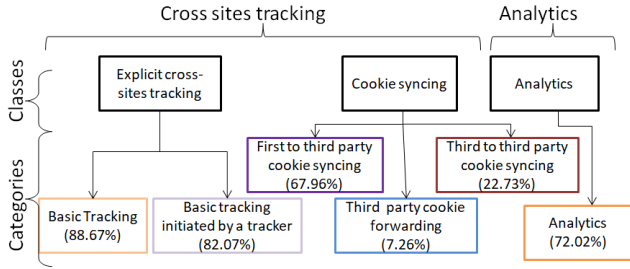 Cross sites tracking
Analytics
Classes
Explicit cross-
sites tracking
Cookie syncing
Analytics
Categories
First to third party
cookie syncing
(67.96%)
Third to third party
cookie syncing
(22.73%)
Basic Tracking
(88.67%)
Basic tracking
initiated by a tracker
(82.07%)
Third party cookie
forwarding
(7.26%)
Analytics
(72.02%)